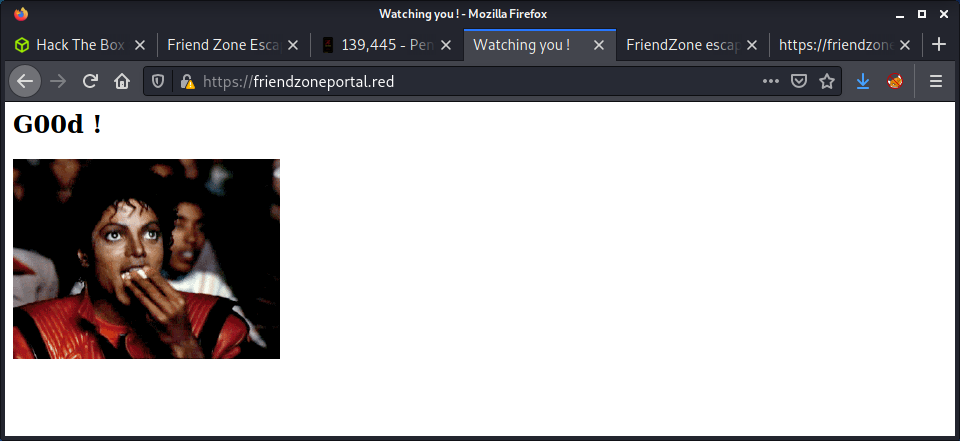 Watching you ! - Mozilla Firefox
Hack The Box
Friend Zone Esca
139,445 - Pen
Watching you !
FriendZone escap
https://friendzone
https://friendzoneportal.red
G00d !